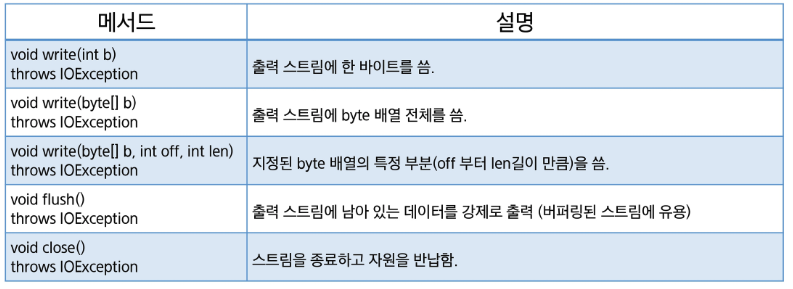 메서드
설명
void write(int b)
throws IOException
출력 스트림에 한 바이트를 씀.
void write(byte[] b)
throws IOException
출력 스트림에 byte 배열 전체를 씀.
void write(byte[] b, int off, int len)
throws IOException
지정된 byte 배열의 특정 부분(off 부터 len길이 만큼)을 씀.
void flush()
throws IOException
출력 스트림에 남아 있는 데이터를 강제로 출력 (버퍼링된 스트림에 유용)
void close()
throws IOException
스트림을 종료하고 자원을 반납함.